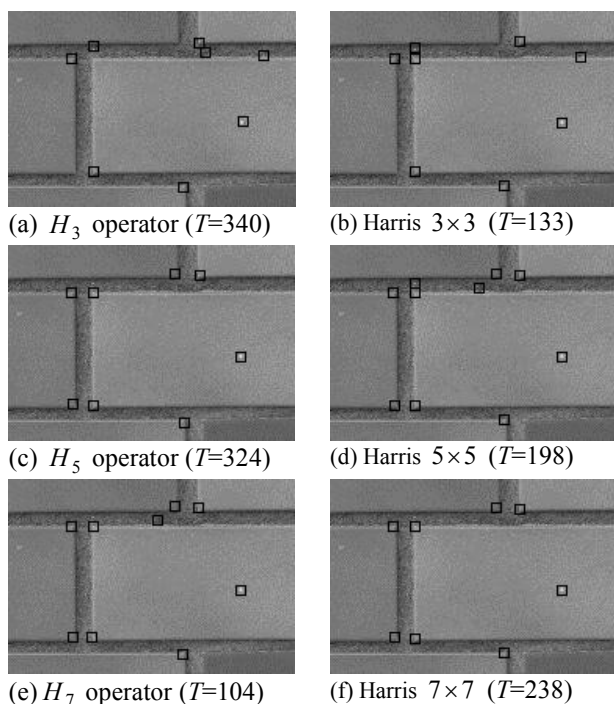 (a) H₃ operator (T=340)
(b) Harris 3×3 (T=133)
(c) H₅ operator (T=324)
(d) Harris 5×5 (T=198)
(e) H₇ operator (T=104)
(f) Harris 7×7 (T=238)